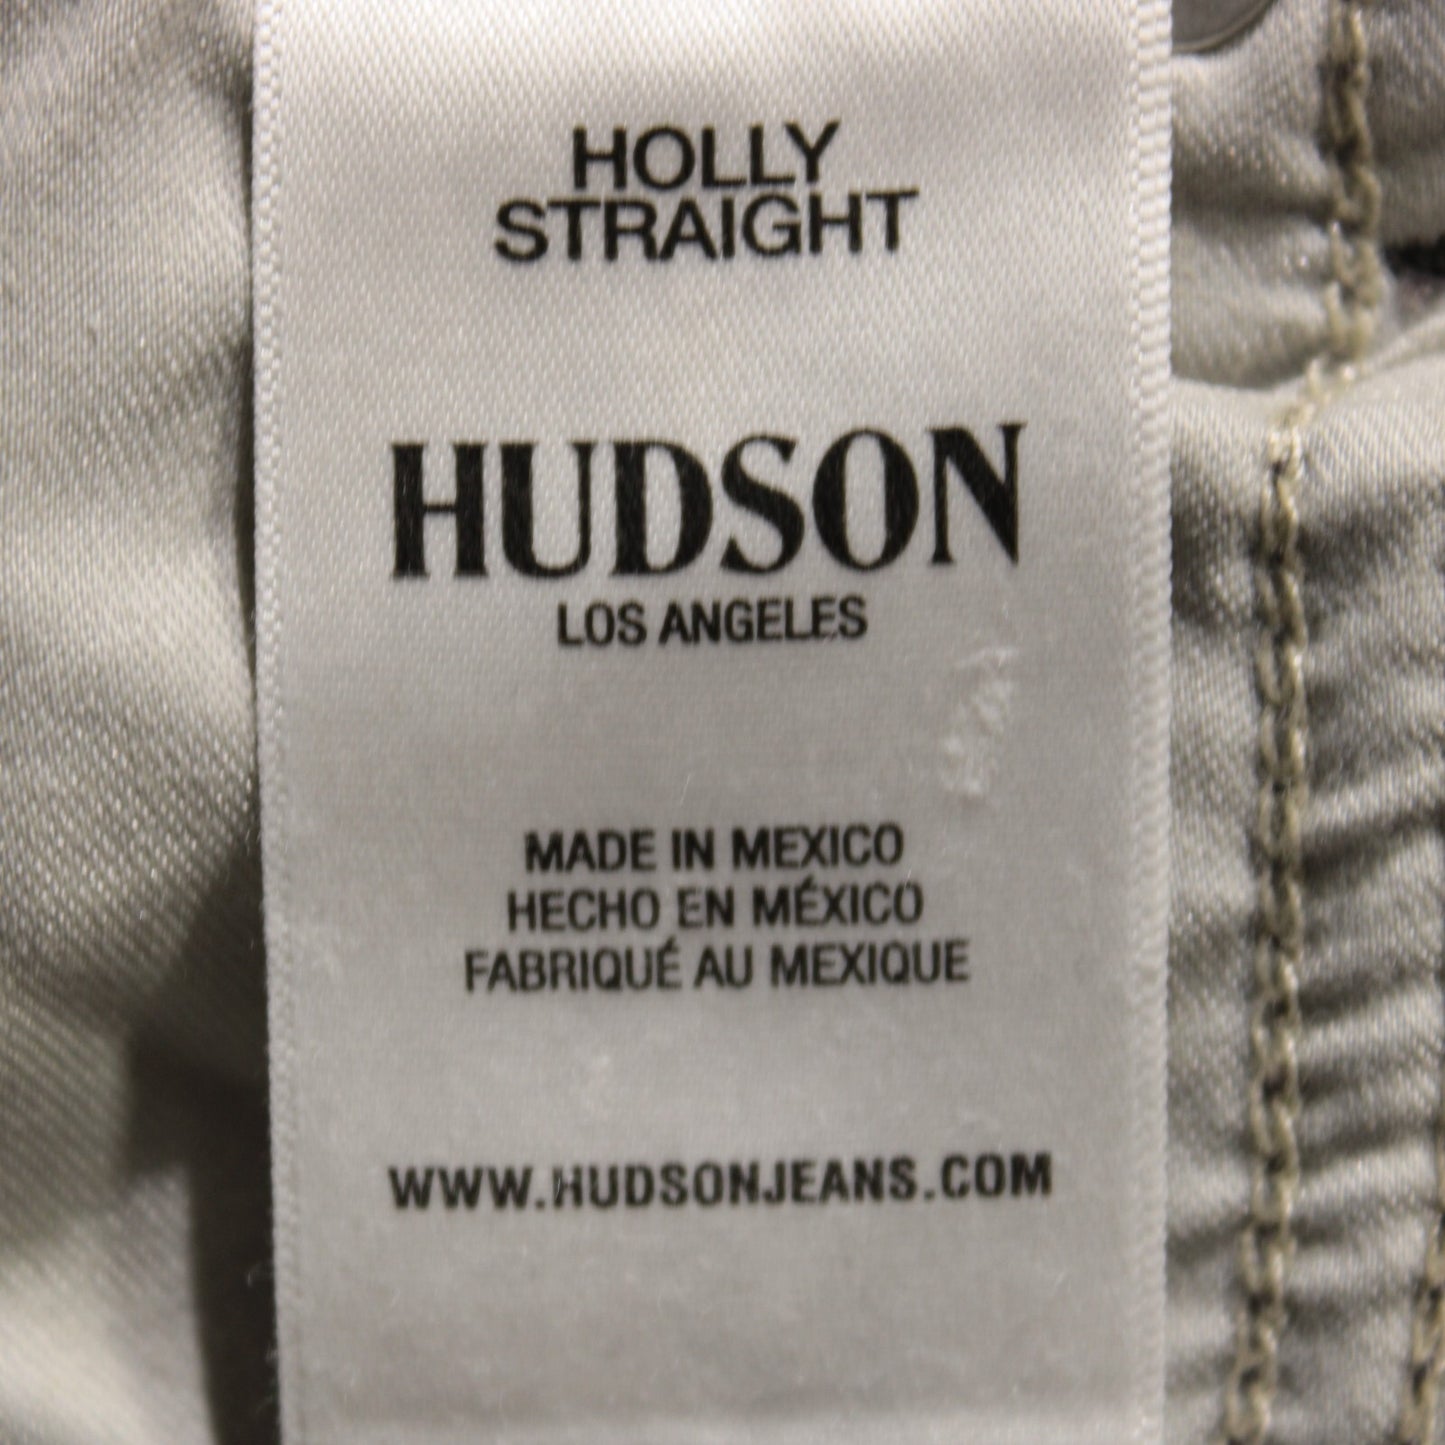 HOLLY
STRAIGHT
HUDSON
LOS ANGELES
MADE IN MEXICO
HECHO EN MÉXICO
FABRIQUÉ AU MEXIQUE
WWW.HUDSONJEANS.COM